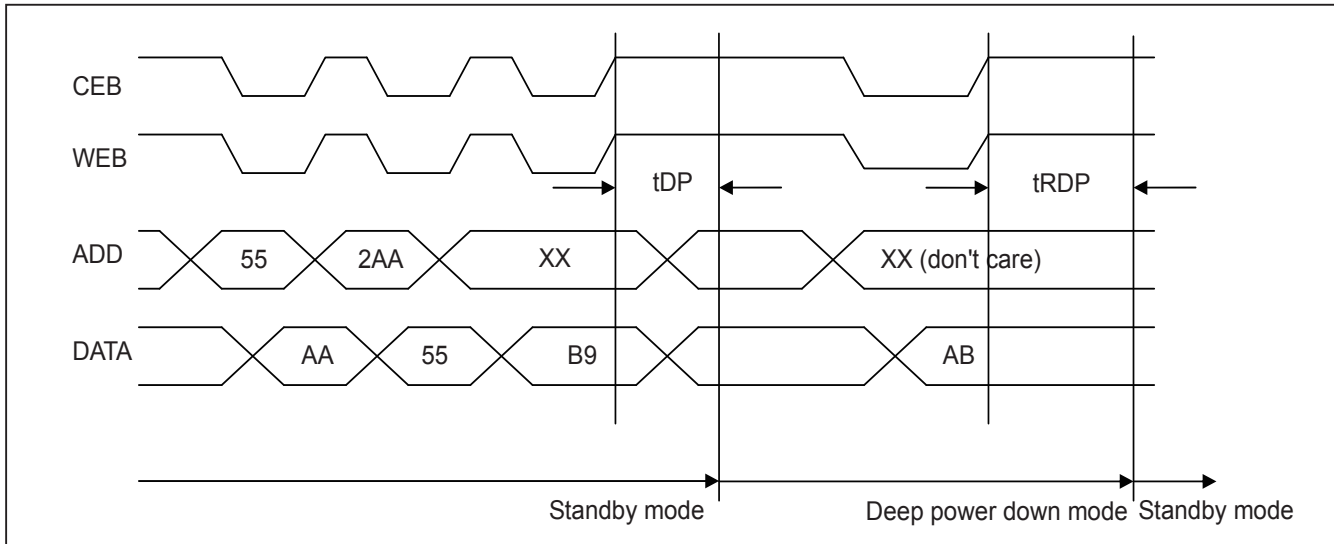 CEB
WEB
tDP
tRDP
ADD
55
2AA
XX
XX (don't care)
DATA
AA
55
B9
AB
Standby mode
Deep power down mode
Standby mode